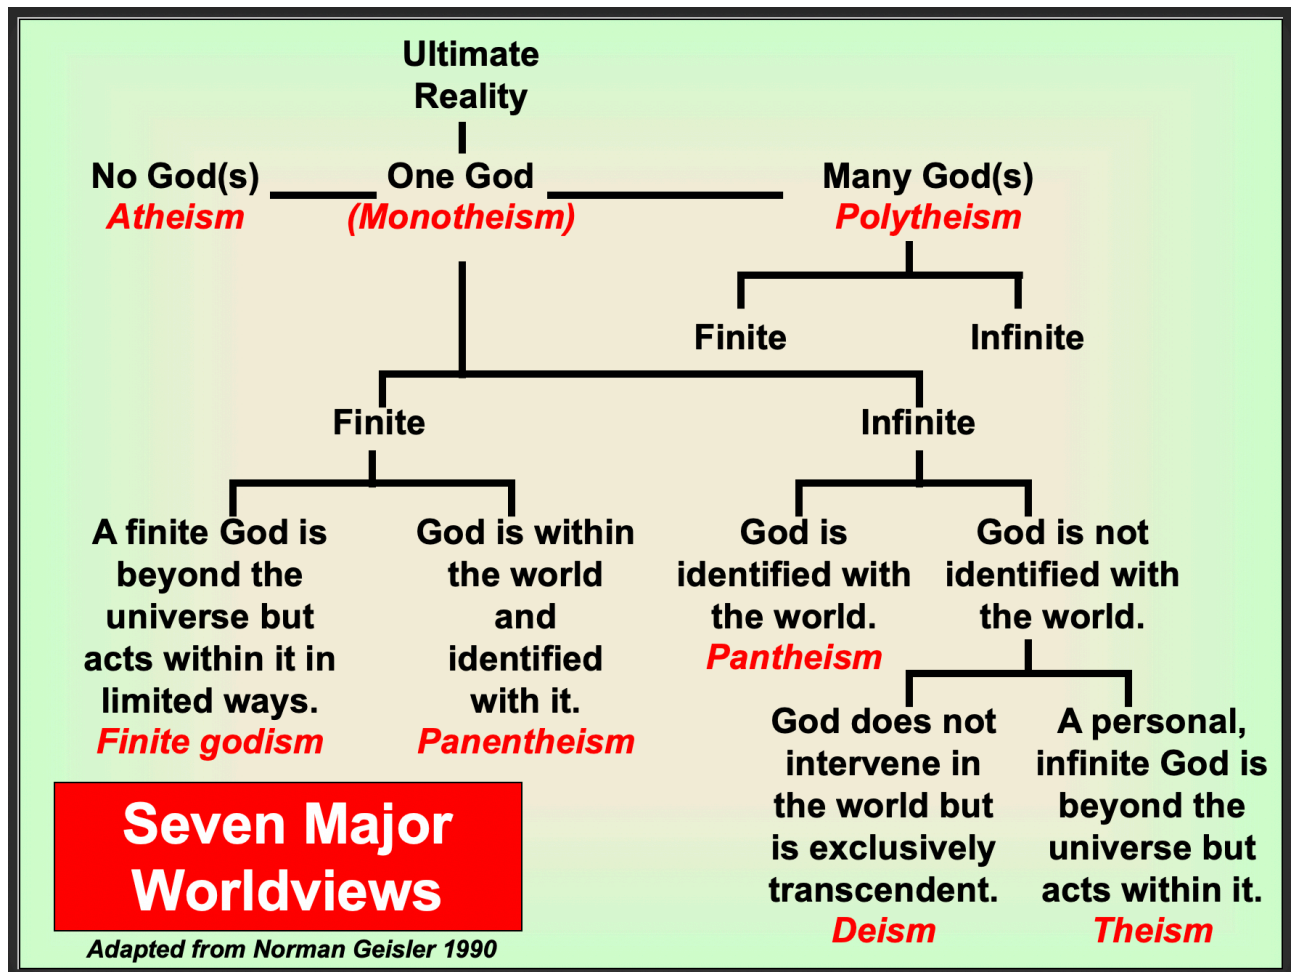 Ultimate
Reality
No God(s)
Atheism
One God
(Monotheism)
Many God(s)
Polytheism
Finite
Infinite
Finite
Infinite
A finite God is
beyond the
universe but
acts within it in
limited ways.
Finite godism
God is within
the world
and
identified
with it.
Panentheism
God is
identified with
the world.
Pantheism
God is not
identified with
the world.
God does not
intervene in
the world but
is exclusively
transcendent.
Deism
A personal,
infinite God is
beyond the
universe but
acts within it.
Theism
Seven Major
Worldviews
Adapted from Norman Geisler 1990